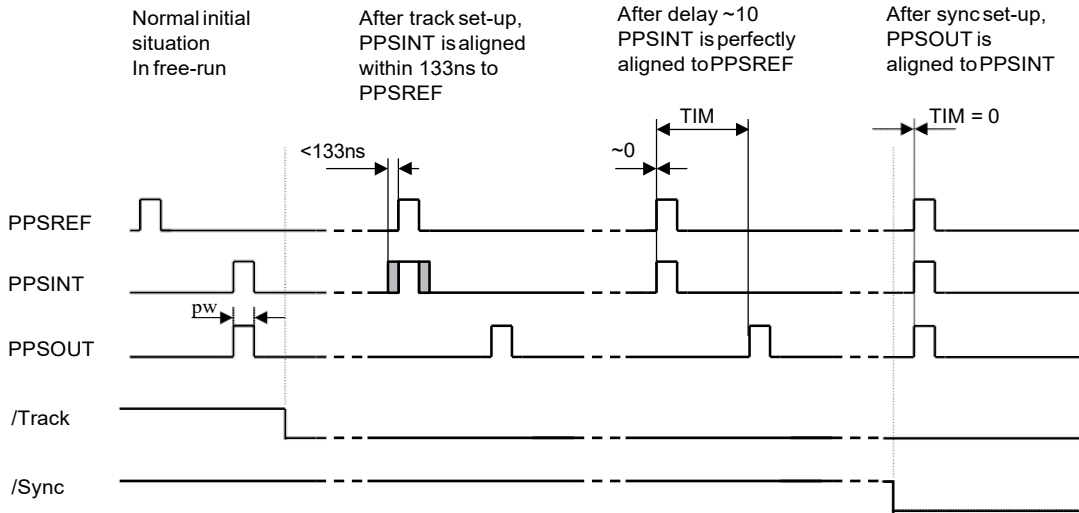 Normal initial
situation
In free-run
After track set-up,
PPSINT is aligned
within 133ns to
PPSREF
After delay ~10
PPSINT is perfectly
aligned to PPSREF
After sync set-up,
PPSOUT is
aligned to PPSINT
TIM
TIM = 0
<133ns
~0
PPSREF
PPSINT
pw
PPSOUT
/Track
/Sync